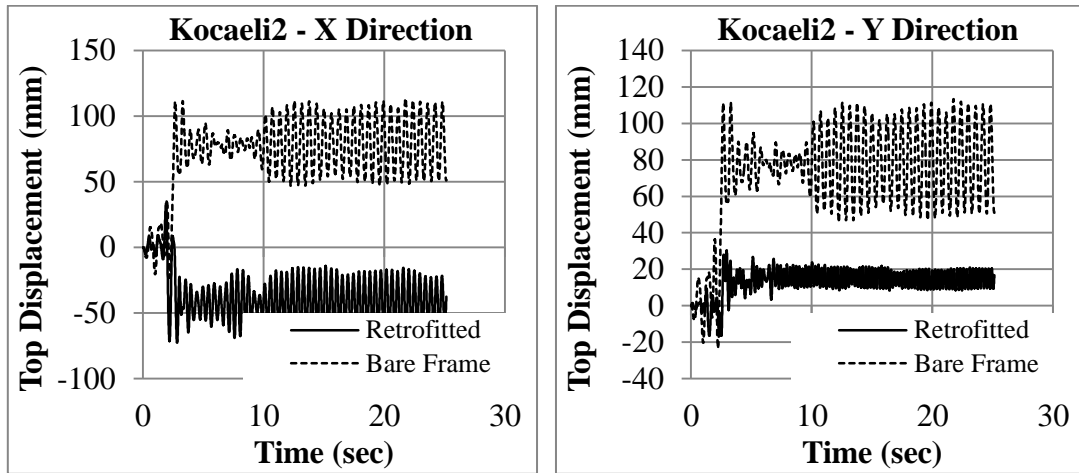 Kocaeli2 - X Direction
Top Displacement (mm)
150
100
50
0
-50
-100
0 10 20 30
Time (sec)
Retrofitted
Bare Frame
Kocaeli2 - Y Direction
Top Displacement (mm)
140
120
100
80
60
40
20
0
-20
-40
0 10 20 30
Time (sec)
Retrofitted
Bare Frame